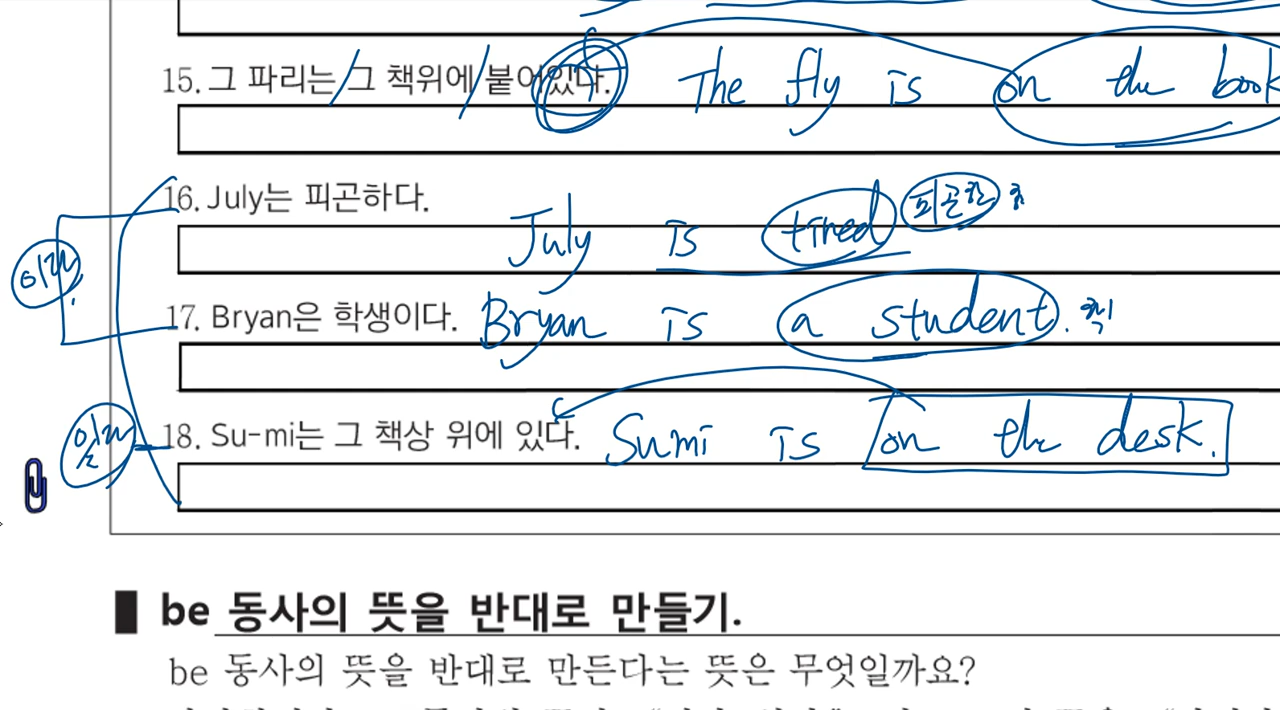 15. 그 파리는 / 그 책위에 / 붙어있다. The fly is on the book
16. July는 피곤하다.
July is tired 피곤한 형
이다.
17. Bryan은 학생이다. Bryan is a student. 학생
18. Su-mi는 그 책상 위에 있다. Sumi is on the desk.
be 동사의 뜻을 반대로 만들기.
be 동사의 뜻을 반대로 만든다는 뜻은 무엇일까요?